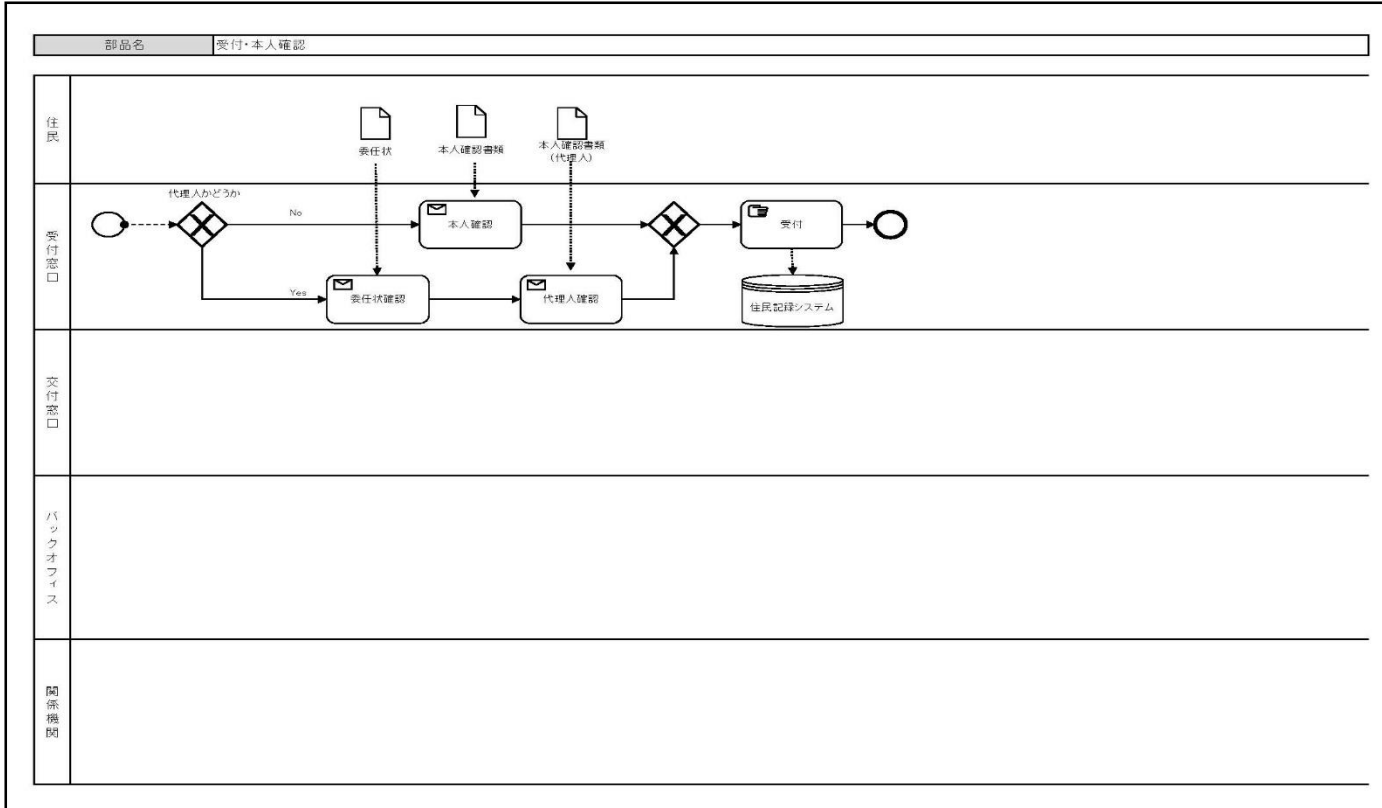 部品名
受付・本人確認
住民
委任状
本人確認書類
本人確認書類
(代理人)
受付窓口
代理人かどうか
No
本人確認
受付
Yes
委任状確認
代理人確認
住民記録システム
交付窓口
バックオフィス
関係機関